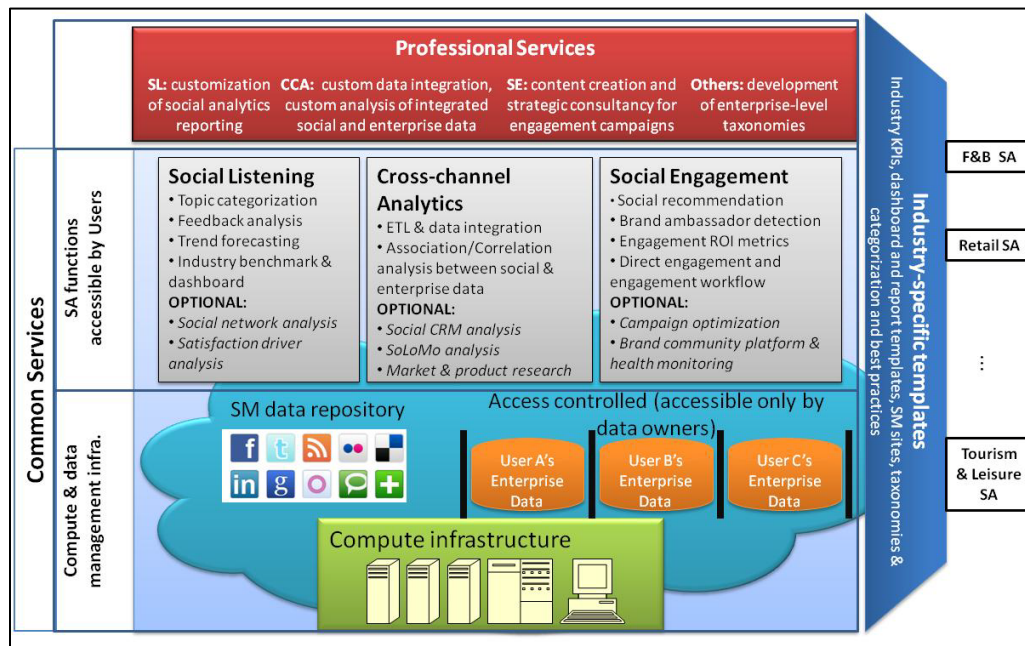 Professional Services
SL: customization
of social analytics
reporting
CCA: custom data integration,
custom analysis of integrated
social and enterprise data
SE: content creation and
strategic consultancy for
engagement campaigns
Others: development
of enterprise-level
taxonomies
Common Services
SA functions
accessible by Users
Social Listening
• Topic categorization
• Feedback analysis
• Trend forecasting
• Industry benchmark &
dashboard
OPTIONAL:
• Social network analysis
• Satisfaction driver
analysis
Cross-channel
Analytics
• ETL & data integration
• Association/Correlation
analysis between social &
enterprise data
OPTIONAL:
• Social CRM analysis
• SoLoMo analysis
• Market & product research
Social Engagement
• Social recommendation
• Brand ambassador detection
• Engagement ROI metrics
• Direct engagement and
engagement workflow
OPTIONAL:
• Campaign optimization
• Brand community platform &
health monitoring
Compute & data
management infra.
SM data repository
f t
in g
Access controlled (accessible only by
data owners)
User A's
Enterprise
Data
User B's
Enterprise
Data
User C's
Enterprise
Data
Compute infrastructure
Industry-specific templates
Industry KPIs, dashboard and report templates, SM sites, taxonomies &
categorization and best practices
F&B SA
Retail SA
...
Tourism
& Leisure
SA